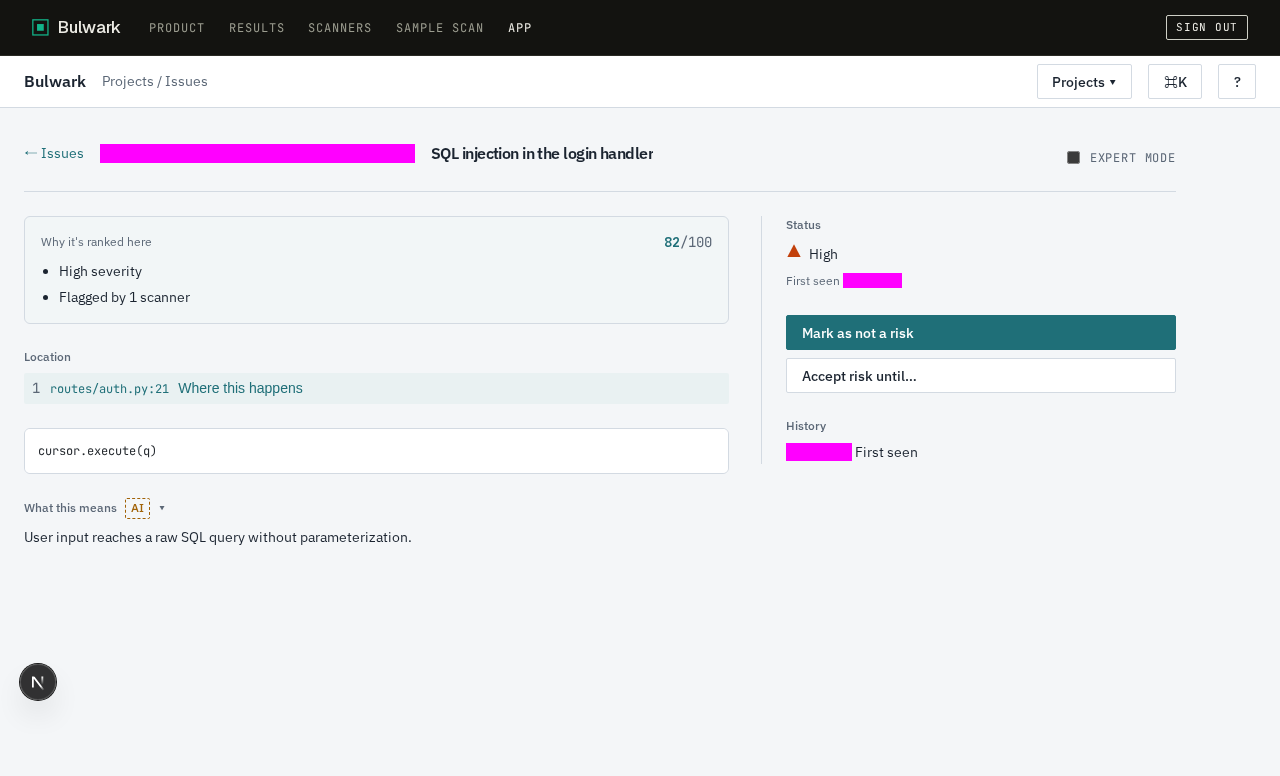 Bulwark PRODUCT RESULTS SCANNERS SAMPLE SCAN APP SIGN OUT
Bulwark Projects / Issues Projects ▾ ⌘K ?
← Issues SQL injection in the login handler EXPERT MODE
Why it's ranked here 82/100
High severity
Flagged by 1 scanner
Location
1 routes/auth.py:21 Where this happens
cursor.execute(q)
What this means AI ▾
User input reaches a raw SQL query without parameterization.
Status
High
First seen
Mark as not a risk
Accept risk until...
History
First seen
N